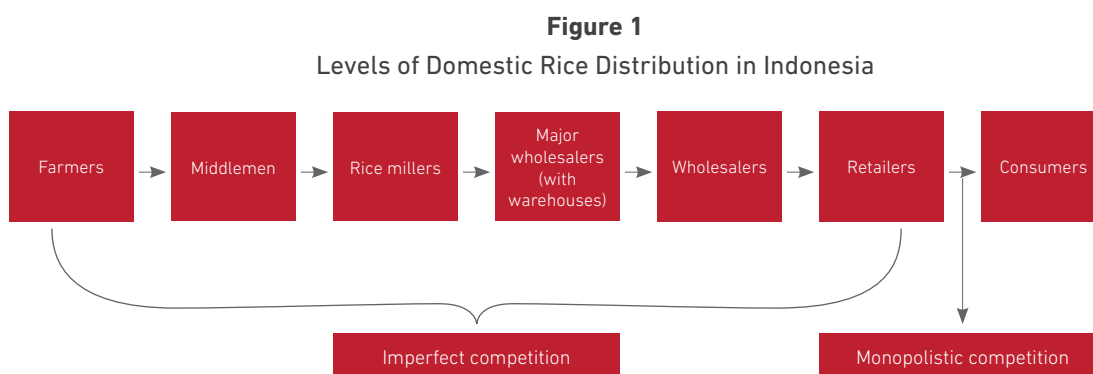 Figure 1
Levels of Domestic Rice Distribution in Indonesia
Farmers
Middlemen
Rice millers
Major
wholesalers
(with
warehouses)
Wholesalers
Retailers
Consumers
Imperfect competition
Monopolistic competition